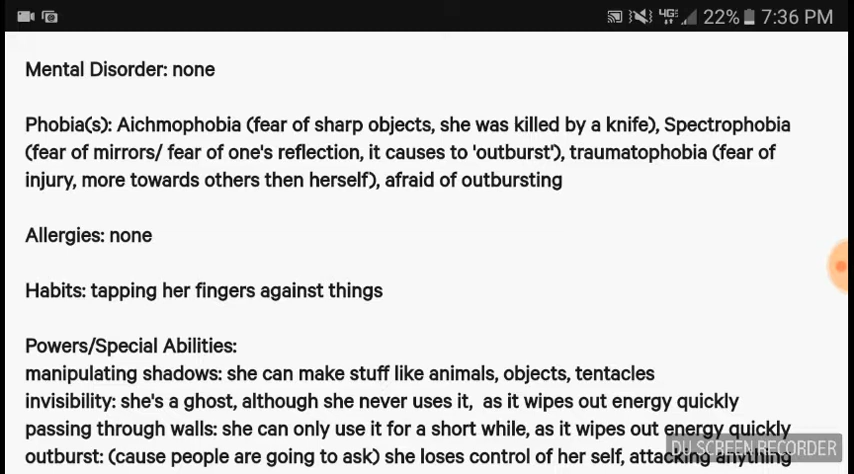 4G 22% 7:36 PM
Mental Disorder: none
Phobia(s): Aichmophobia (fear of sharp objects, she was killed by a knife), Spectrophobia
(fear of mirrors/ fear of one's reflection, it causes to 'outburst'), traumatophobia (fear of
injury, more towards others then herself), afraid of outbursting
Allergies: none
Habits: tapping her fingers against things
Powers/Special Abilities:
manipulating shadows: she can make stuff like animals, objects, tentacles
invisibility: she's a ghost, although she never uses it, as it wipes out energy quickly
passing through walls: she can only use it for a short while, as it wipes out energy quickly
outburst: (cause people are going to ask) she loses control of her self, attacking anything
DU SCREEN RECORDER